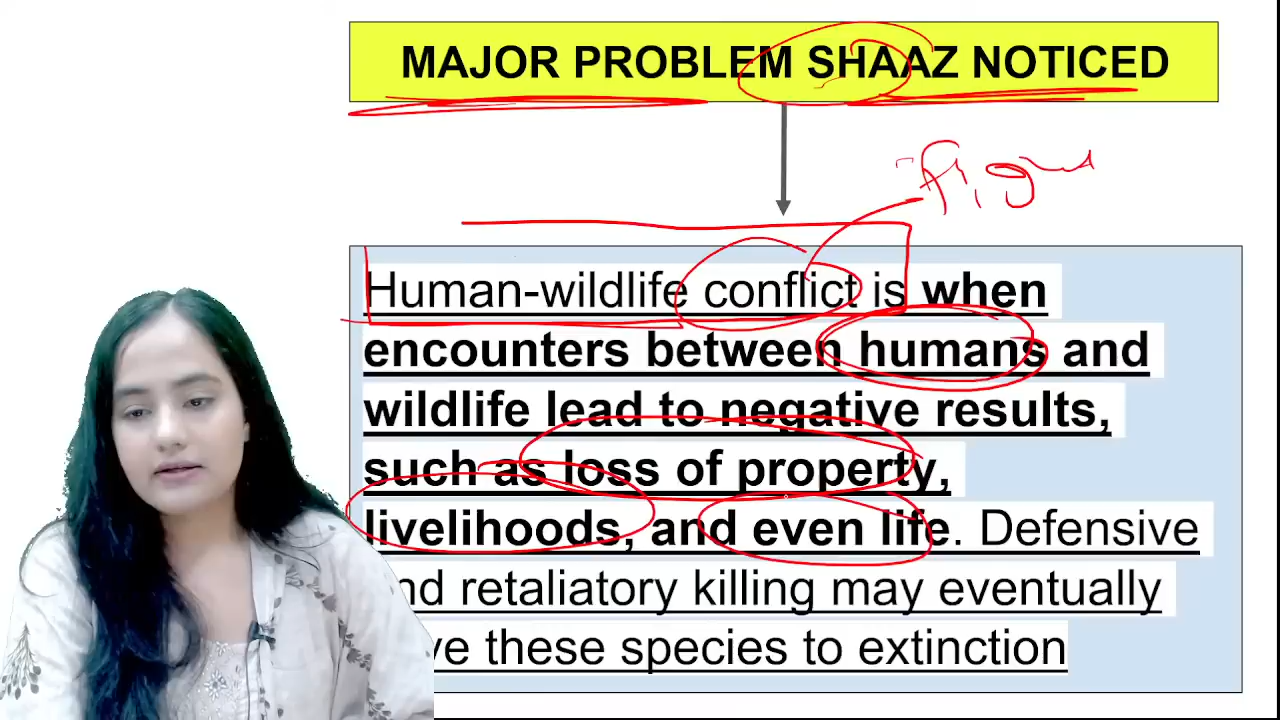 MAJOR PROBLEM SHAAZ NOTICED
Human-wildlife conflict is when
encounters between humans and
wildlife lead to negative results,
such as loss of property,
livelihoods, and even life. Defensive
retaliatory killing may eventually
these species to extinction